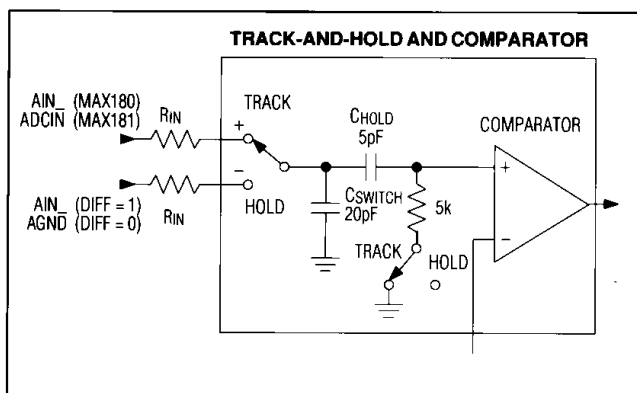 TRACK-AND-HOLD AND COMPARATOR
AIN_ (MAX180)
ADCIN (MAX181)
RIN
+
TRACK
CHOLD
5pF
COMPARATOR
+
−
AIN_ (DIFF = 1)
AGND (DIFF = 0)
RIN
−
HOLD
CSWITCH
20pF
5k
TRACK
HOLD